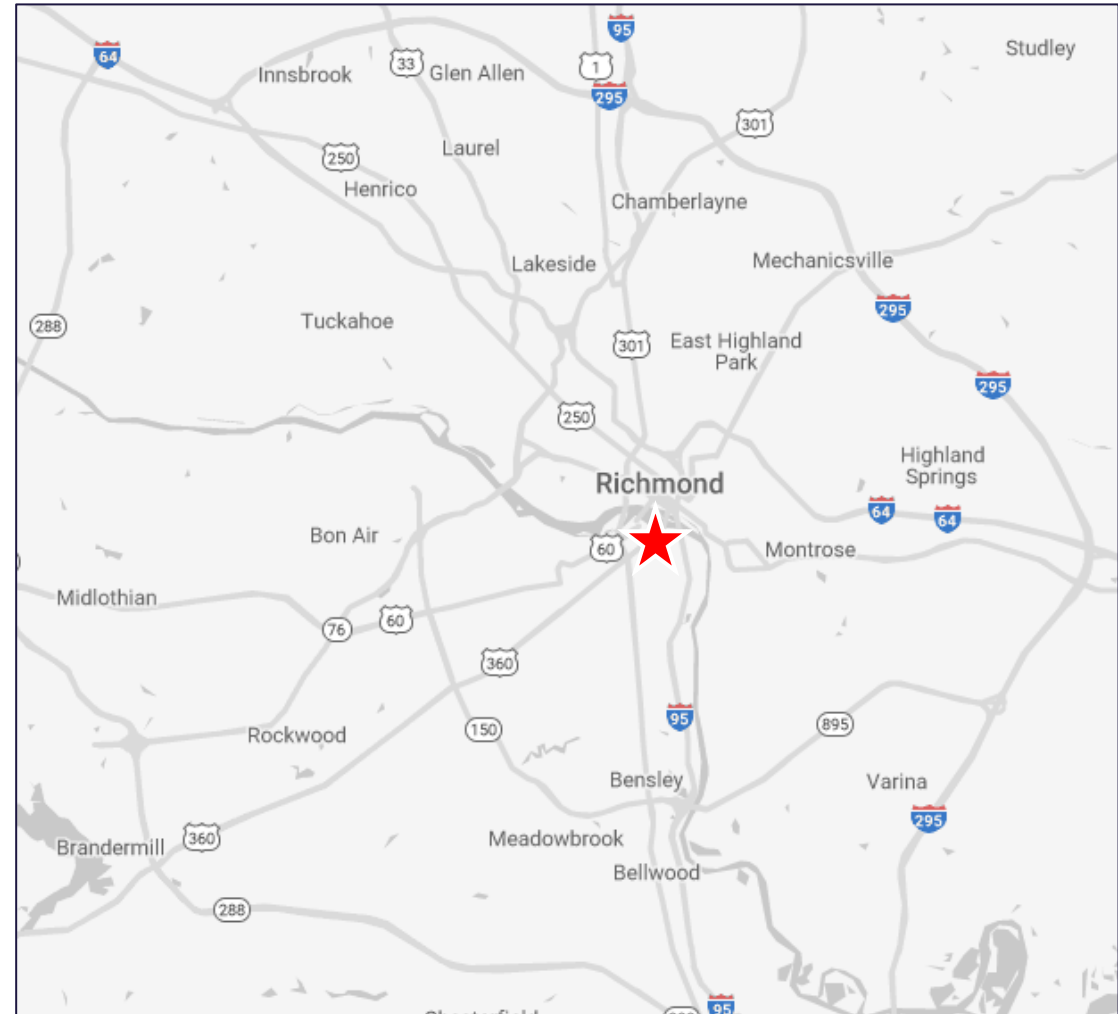 95
64
33
1
Studley
Innsbrook
Glen Allen
295
301
Laurel
250
Henrico
Chamberlayne
Lakeside
Mechanicsville
295
288
Tuckahoe
301
East Highland
Park
295
250
Highland
Springs
Richmond
64
64
Bon Air
60
Montrose
Midlothian
60
76
360
95
895
150
Rockwood
Bensley
Varina
295
360
Meadowbrook
Brandermill
Bellwood
288
95